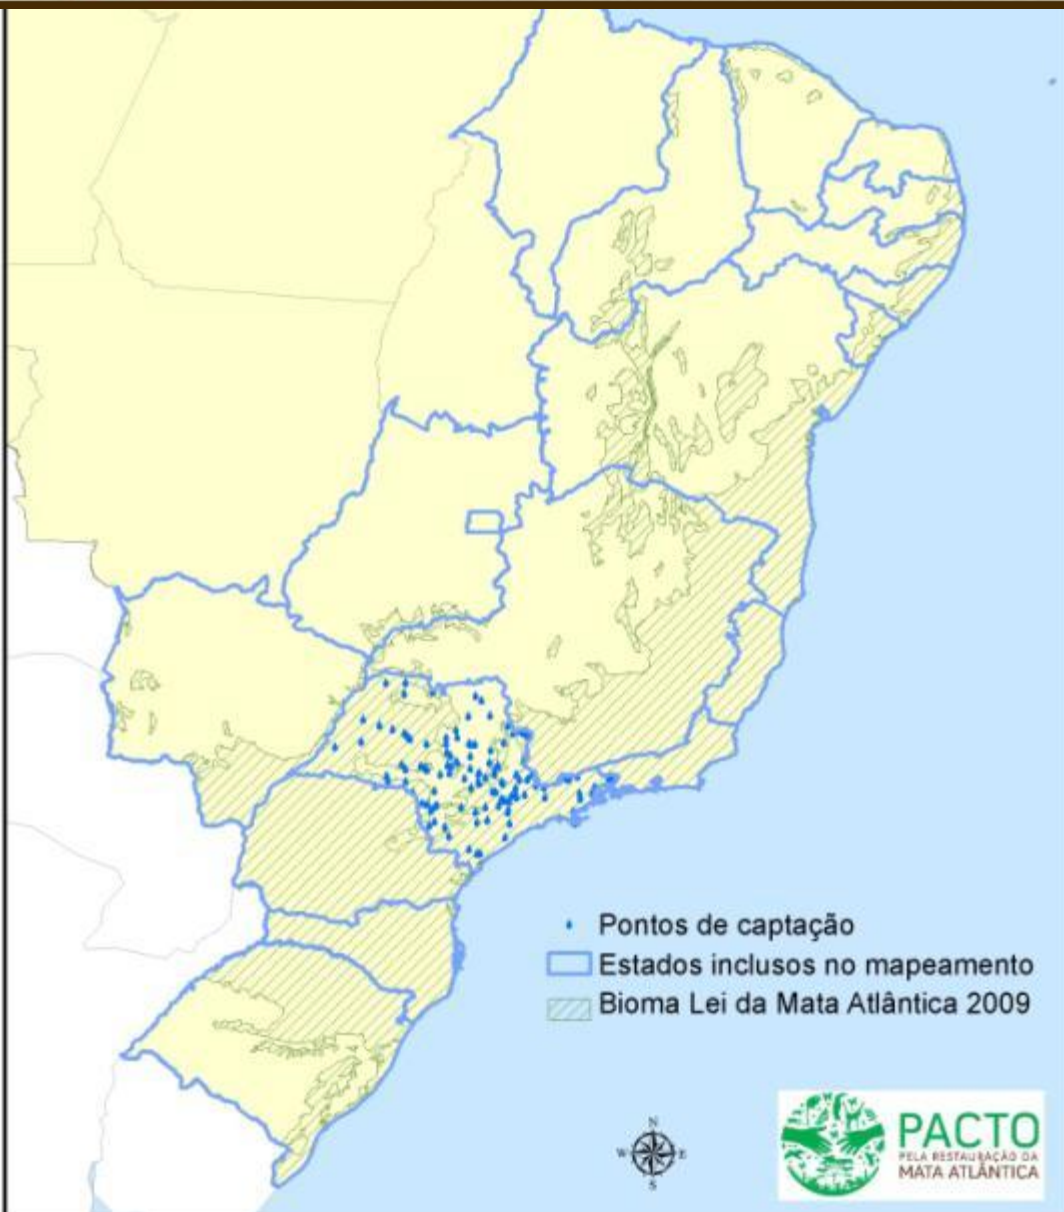 Pontos de captação
Estados inclusos no mapeamento
Bioma Lei da Mata Atlântica 2009
N
W E
S
PACTO
PELA RESTAURAÇÃO DA
MATA ATLÂNTICA